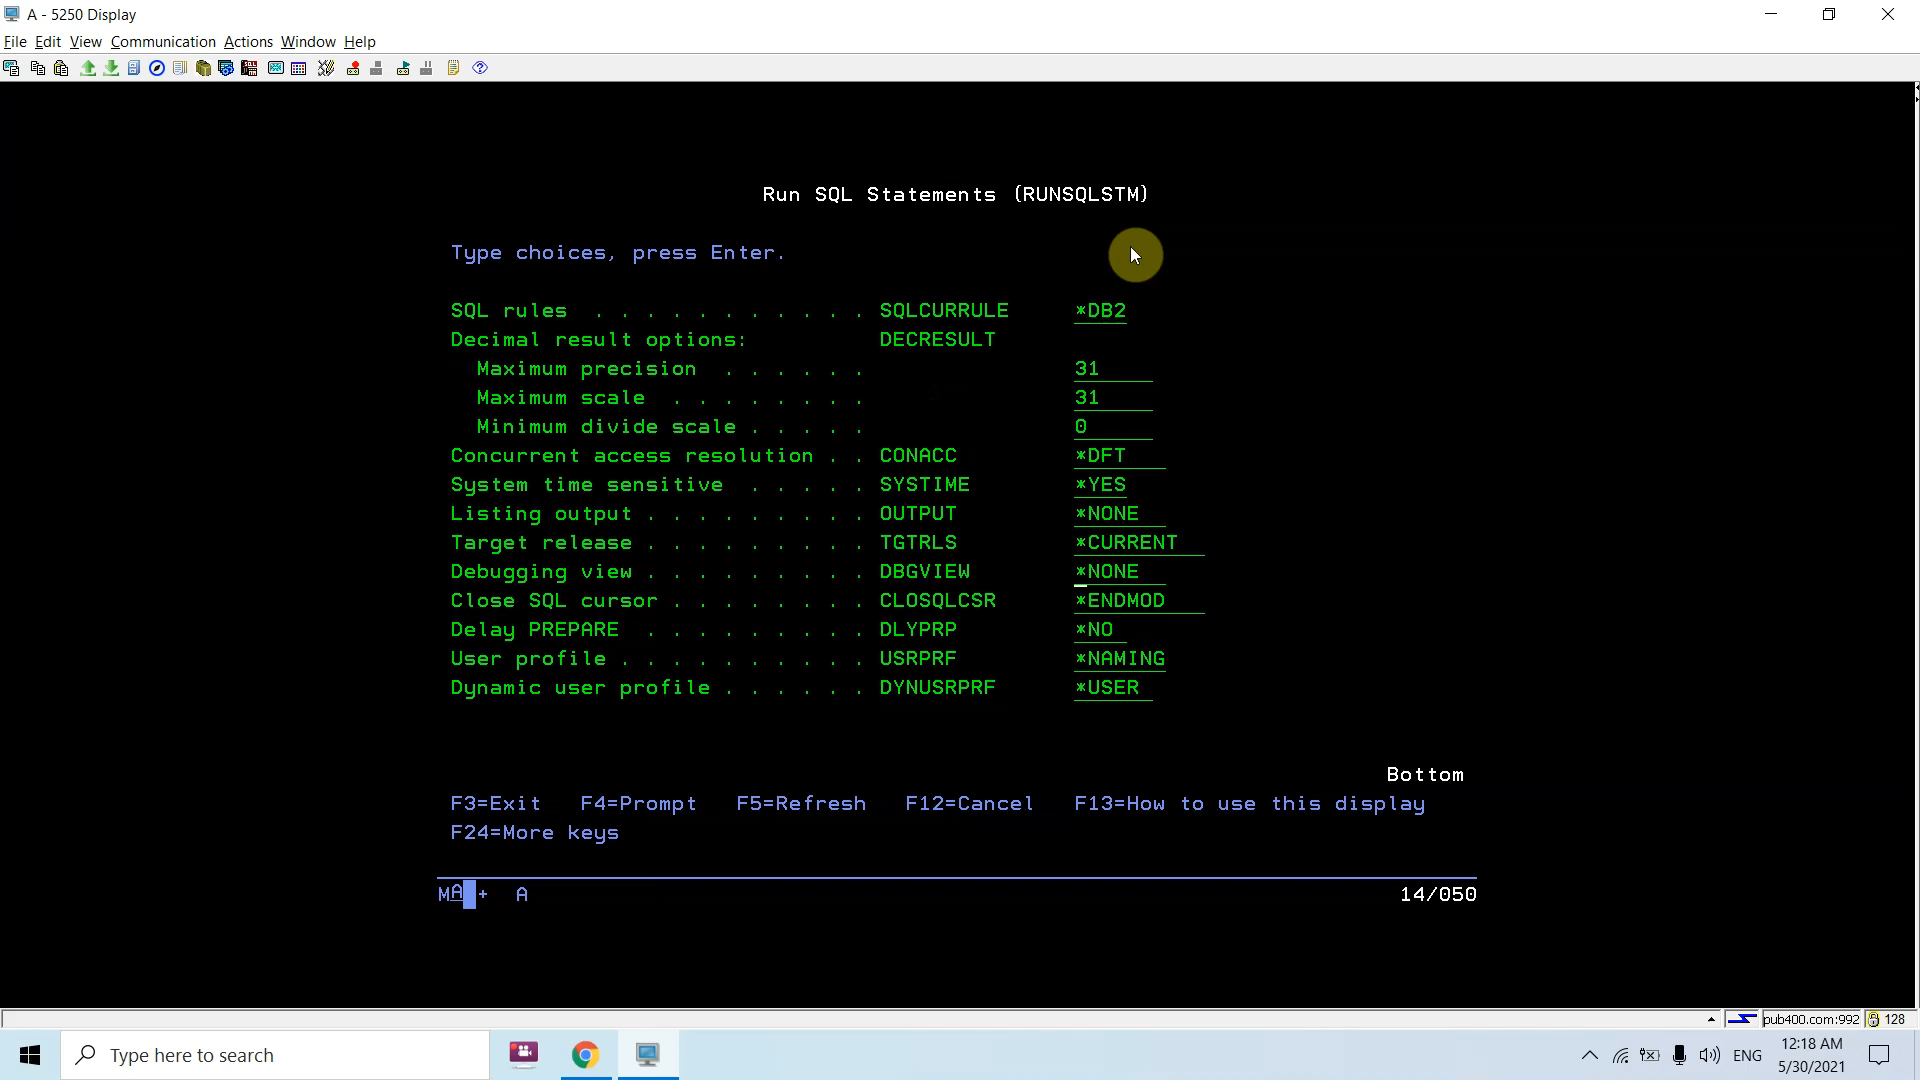 A - 5250 Display
File Edit View Communication Actions Window Help
Run SQL Statements (RUNSQLSTM)
Type choices, press Enter.
SQL rules . . . . . . . . . . . SQLCURRULE *DB2
Decimal result options: DECRESULT
Maximum precision . . . . . . 31
Maximum scale . . . . . . . . 31
Minimum divide scale . . . . . 0
Concurrent access resolution . . CONACC *DFT
System time sensitive . . . . . SYSTIME *YES
Listing output . . . . . . . . . OUTPUT *NONE
Target release . . . . . . . . . TGTRLS *CURRENT
Debugging view . . . . . . . . . DBGVIEW *NONE
Close SQL cursor . . . . . . . . CLOSQLCSR *ENDMOD
Delay PREPARE . . . . . . . . . DLYPRP *NO
User profile . . . . . . . . . . USRPRF *NAMING
Dynamic user profile . . . . . . DYNUSRPRF *USER
Bottom
F3=Exit F4=Prompt F5=Refresh F12=Cancel F13=How to use this display
F24=More keys
MA + A 14/050
pub400.com:992 128
Type here to search
ENG
12:18 AM
5/30/2021